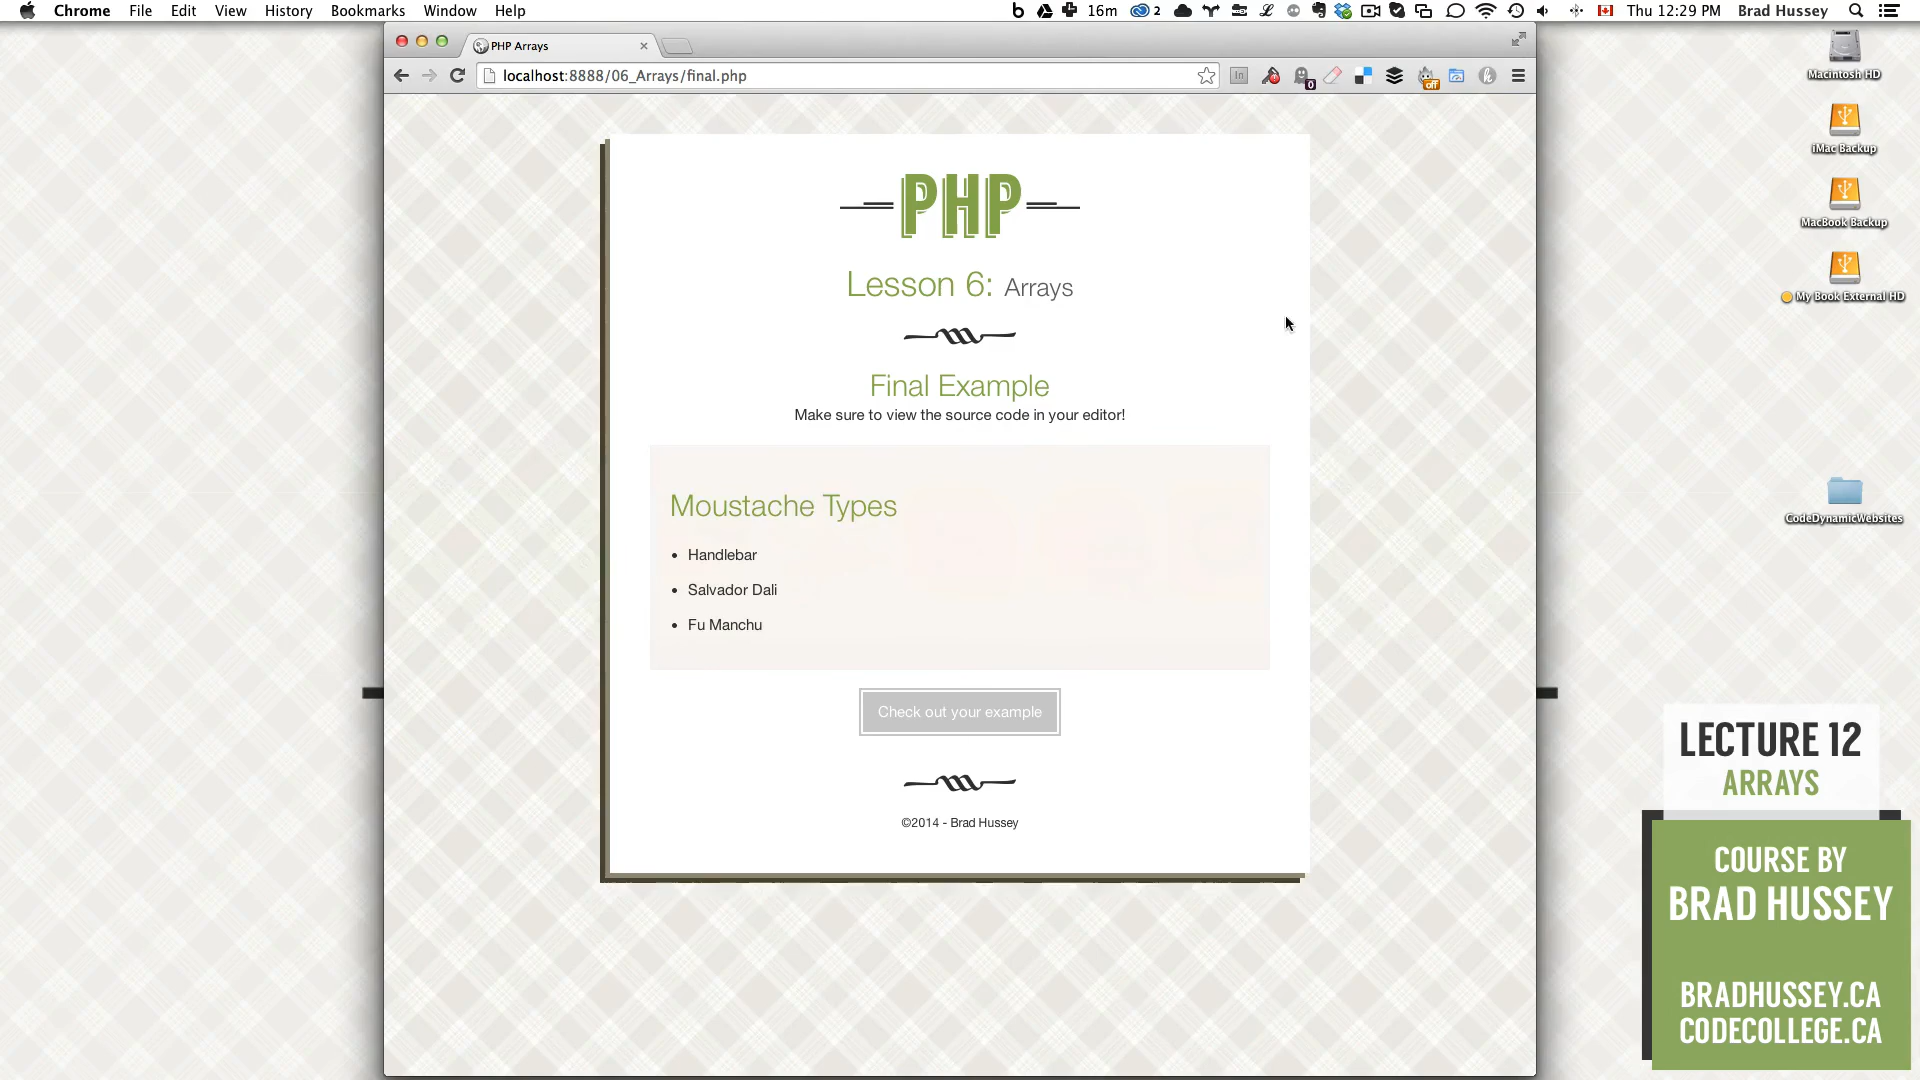 Chrome File Edit View History Bookmarks Window Help
16m
2
Thu 12:29 PM Brad Hussey
PHP Arrays
localhost:8888/06_Arrays/final.php
In
0
off
Macintosh HD
iMac Backup
MacBook Backup
My Book External HD
CodeDynamicWebsites
PHP
Lesson 6: Arrays
Final Example
Make sure to view the source code in your editor!
Moustache Types
Handlebar
Salvador Dali
Fu Manchu
Check out your example
©2014 - Brad Hussey
LECTURE 12
ARRAYS
COURSE BY
BRAD HUSSEY
BRADHUSSEY.CA
CODECOLLEGE.CA